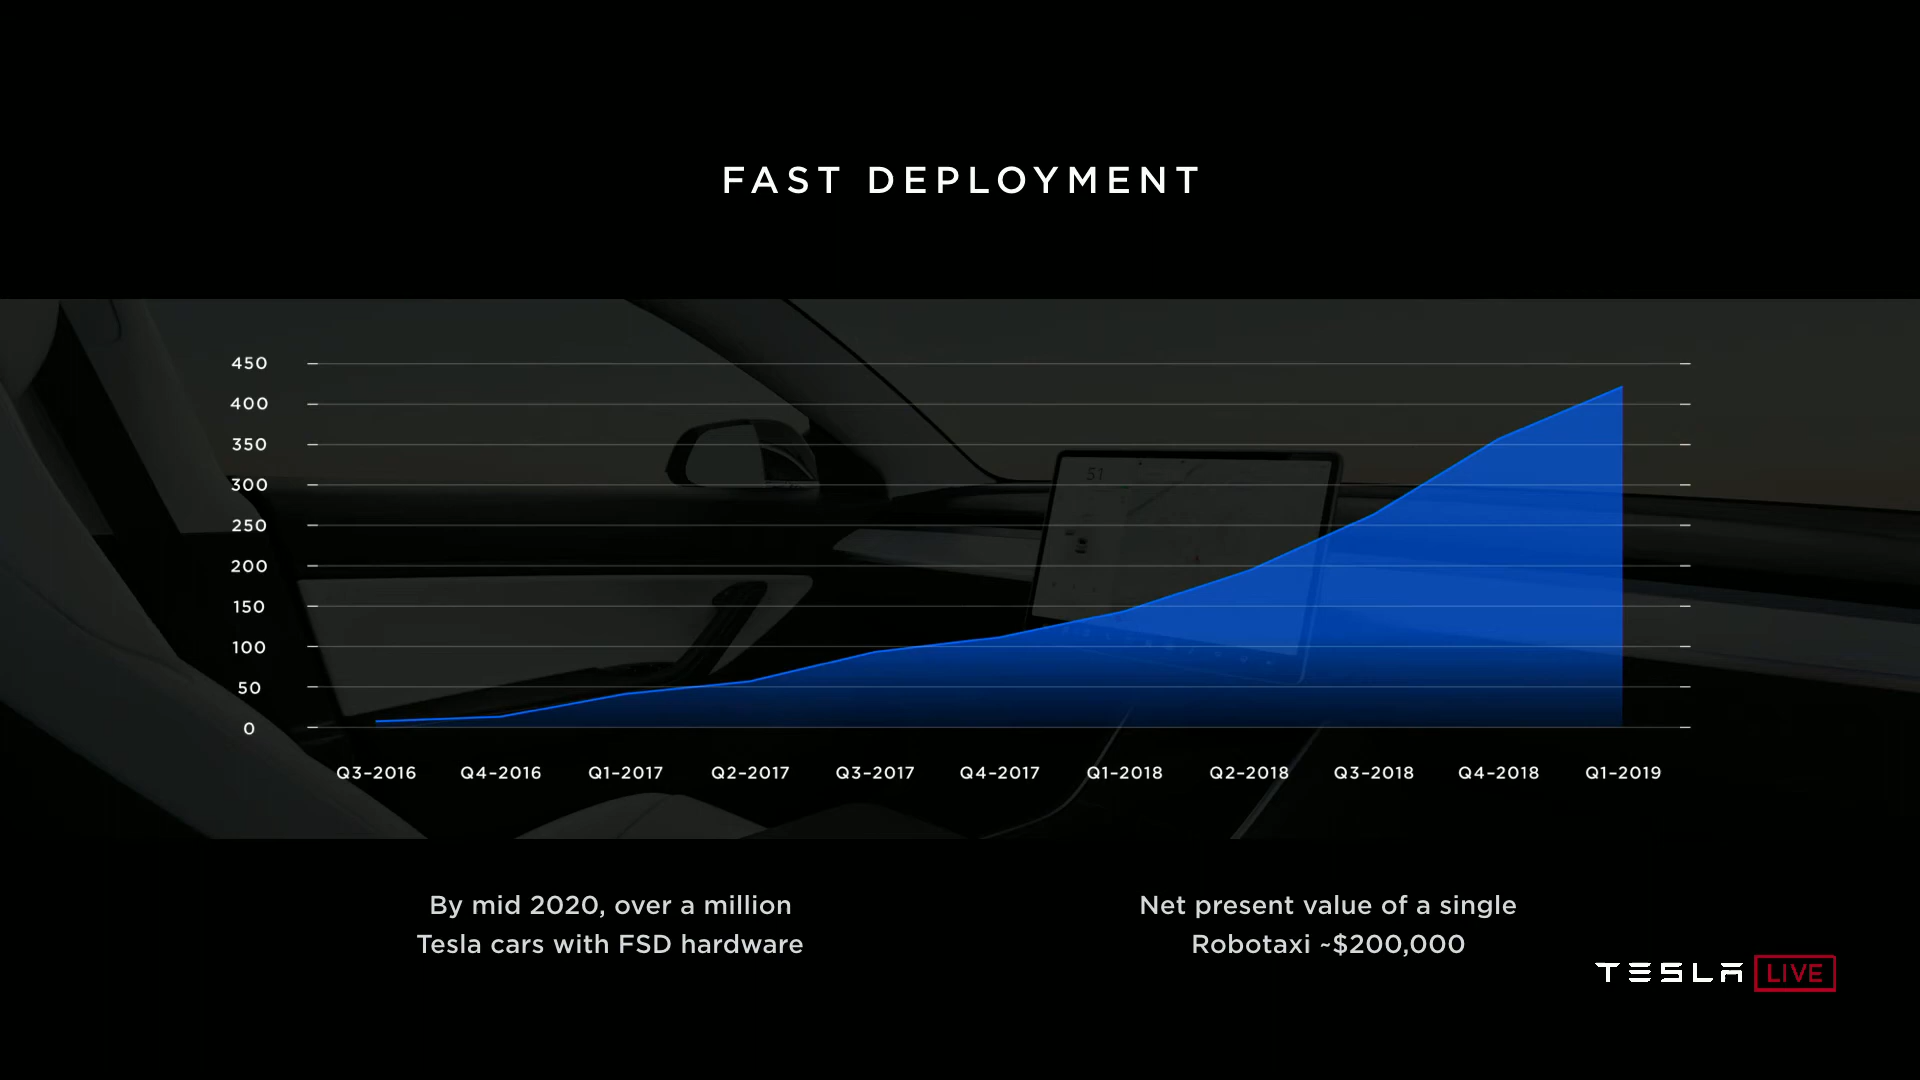 FAST DEPLOYMENT
450
400
350
300
250
200
150
100
50
0
51
Q3-2016 Q4-2016 Q1-2017 Q2-2017 Q3-2017 Q4-2017 Q1-2018 Q2-2018 Q3-2018 Q4-2018 Q1-2019
By mid 2020, over a million
Tesla cars with FSD hardware
Net present value of a single
Robotaxi ~$200,000
TESLA LIVE